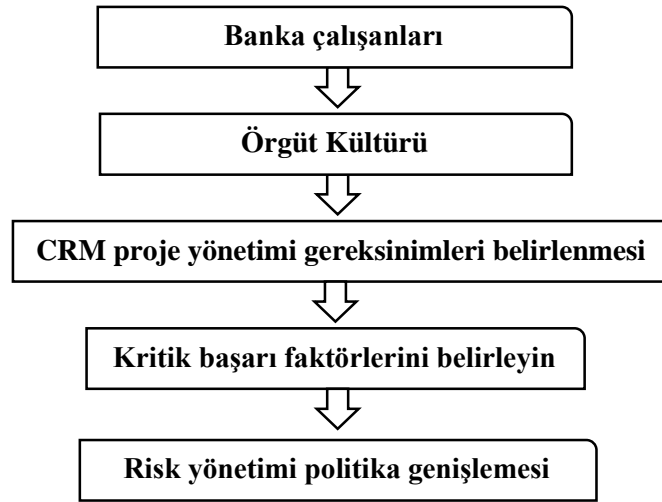 Banka çalışanları
Örgüt Kültürü
CRM proje yönetimi gereksinimleri belirlenmesi
Kritik başarı faktörlerini belirleyin
Risk yönetimi politika genişlemesi